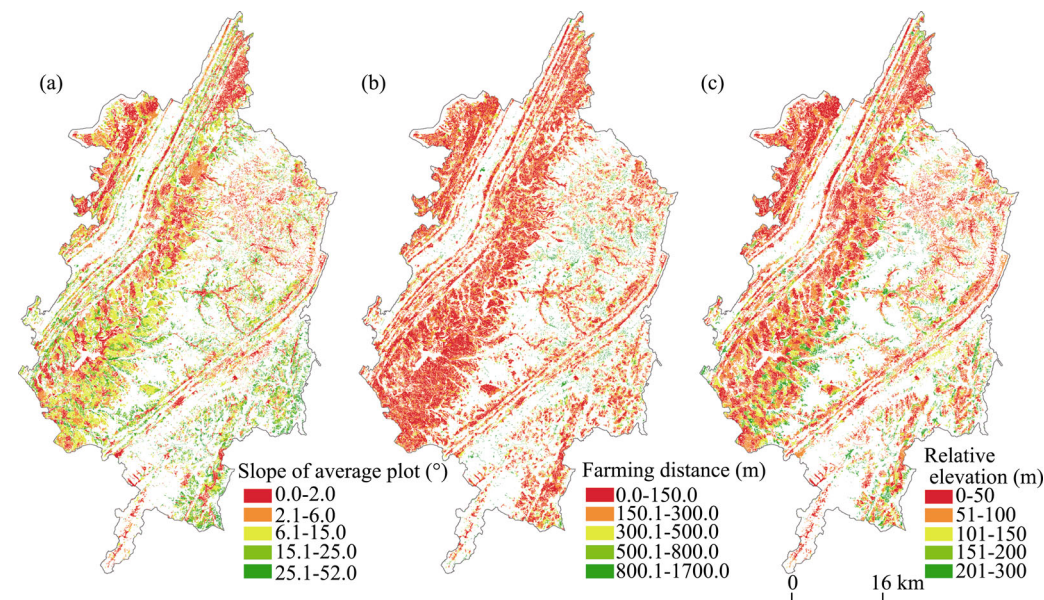 (a)
(b)
(c)
Slope of average plot (°)
0.0-2.0
2.1-6.0
6.1-15.0
15.1-25.0
25.1-52.0
Farming distance (m)
0.0-150.0
150.1-300.0
300.1-500.0
500.1-800.0
800.1-1700.0
Relative
elevation (m)
0-50
51-100
101-150
151-200
201-300
0 16 km